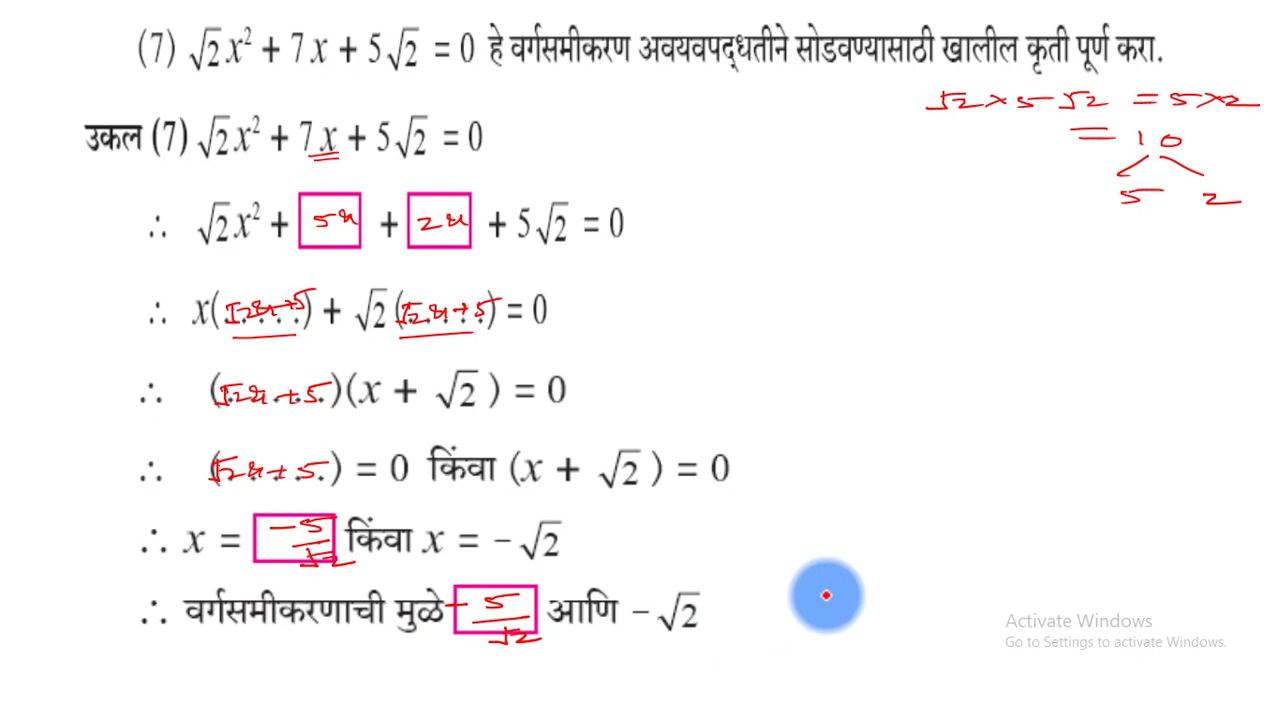 (7) √2x² + 7x + 5√2 = 0 हे वर्गसमीकरण अवयवपद्धतीने सोडवण्यासाठी खालील कृती पूर्ण करा.
√2 × 5-√2 = 5×2
= 10
5 2
उकल (7) √2x² + 7x + 5√2 = 0
∴ √2x² + 5x + 2x + 5√2 = 0
∴ x(√2x+5) + √2(√2x+5) = 0
∴ (√2x+5)(x + √2) = 0
∴ (√2x+5) = 0 किंवा (x + √2) = 0
∴ x = -5/√2 किंवा x = -√2
∴ वर्गसमीकरणाची मुळे -5/√2 आणि -√2
Activate Windows
Go to Settings to activate Windows.